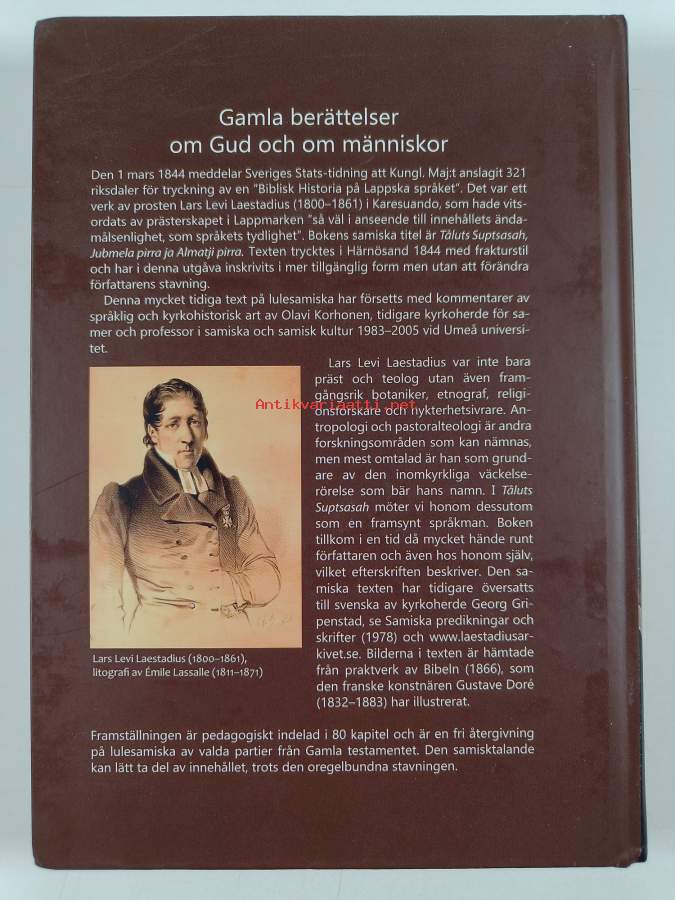 Gamla berättelser
om Gud och om människor
Den 1 mars 1844 meddelar Sveriges Stats-tidning att Kungl. Maj:t anslagit 321
riksdaler för tryckning av en "Biblisk Historia på Lappska språket". Det var ett
verk av prosten Lars Levi Laestadius (1800–1861) i Karesuando, som hade vits-
ordats av prästerskapet i Lappmarken "så väl i anseende till innehållets ända-
målsenlighet, som språkets tydlighet". Bokens samiska titel är Tåluts Suptsasah,
Jubmela pirra ja Almatji pirra. Texten trycktes i Härnösand 1844 med frakturstil
och har i denna utgåva inskrivits i mer tillgänglig form men utan att förändra
författarens stavning.
Denna mycket tidiga text på lulesamiska har försetts med kommentarer av
språklig och kyrkohistorisk art av Olavi Korhonen, tidigare kyrkoherde för sa-
mer och professor i samiska och samisk kultur 1983–2005 vid Umeå universi-
tet.
Lars Levi Laestadius var inte bara
präst och teolog utan även fram-
gångsrik botaniker, etnograf, religi-
onsforskare och nykterhetsivrare. An-
tropologi och pastoralteologi är andra
forskningsområden som kan nämnas,
men mest omtalad är han som grund-
are av den inomkyrkliga väckelse-
rörelse som bär hans namn. I Tåluts
Suptsasah möter vi honom dessutom
som en framsynt språkman. Boken
tillkom i en tid då mycket hände runt
författaren och även hos honom själv,
vilket efterskriften beskriver. Den sa-
miska texten har tidigare översatts
till svenska av kyrkoherde Georg Gri-
penstad, se Samiska predikningar och
skrifter (1978) och www.laestadiusar-
kivet.se. Bilderna i texten är hämtade
från praktverk av Bibeln (1866), som
den franske konstnären Gustave Doré
(1832–1883) har illustrerat.
Antikvariaatti.net
Lars Levi Laestadius (1800–1861),
litografi av Émile Lassalle (1811–1871)
Framställningen är pedagogiskt indelad i 80 kapitel och är en fri återgivning
på lulesamiska av valda partier från Gamla testamentet. Den samisktalande
kan lätt ta del av innehållet, trots den oregelbundna stavningen.